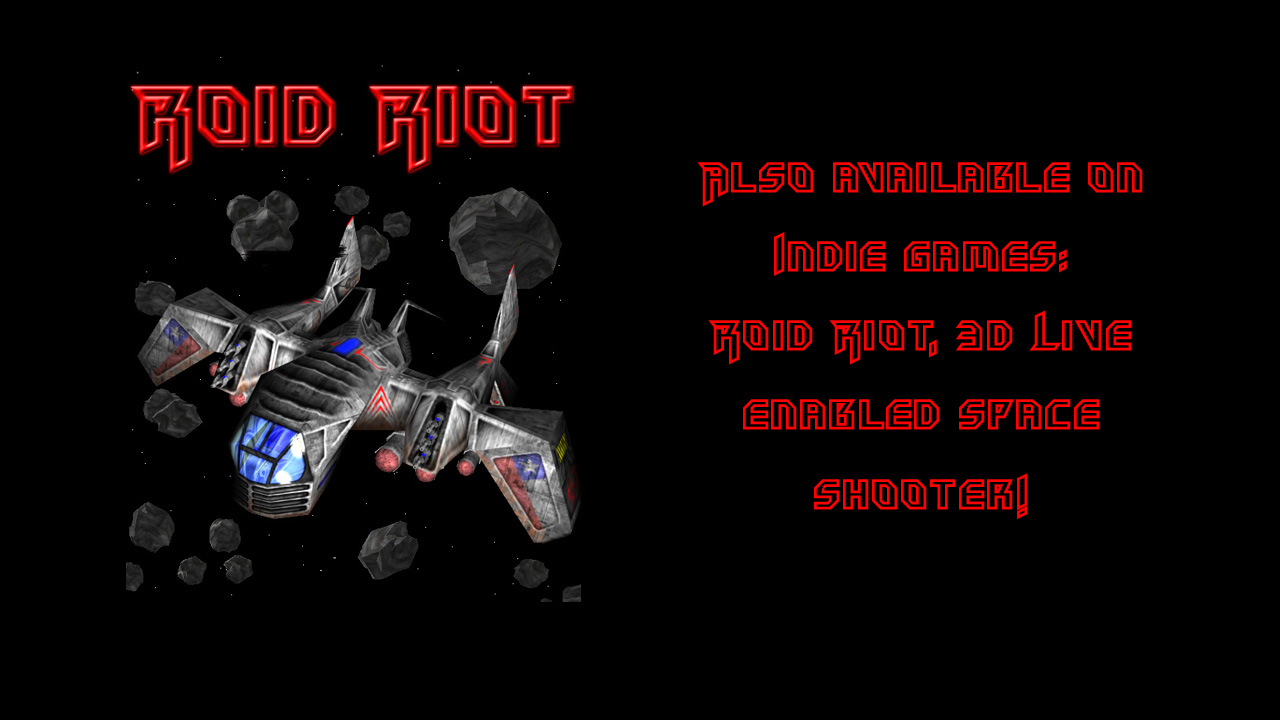 Roid Riot
Also available on
Indie games:
Roid Riot, 3D Live
enabled space
shooter!